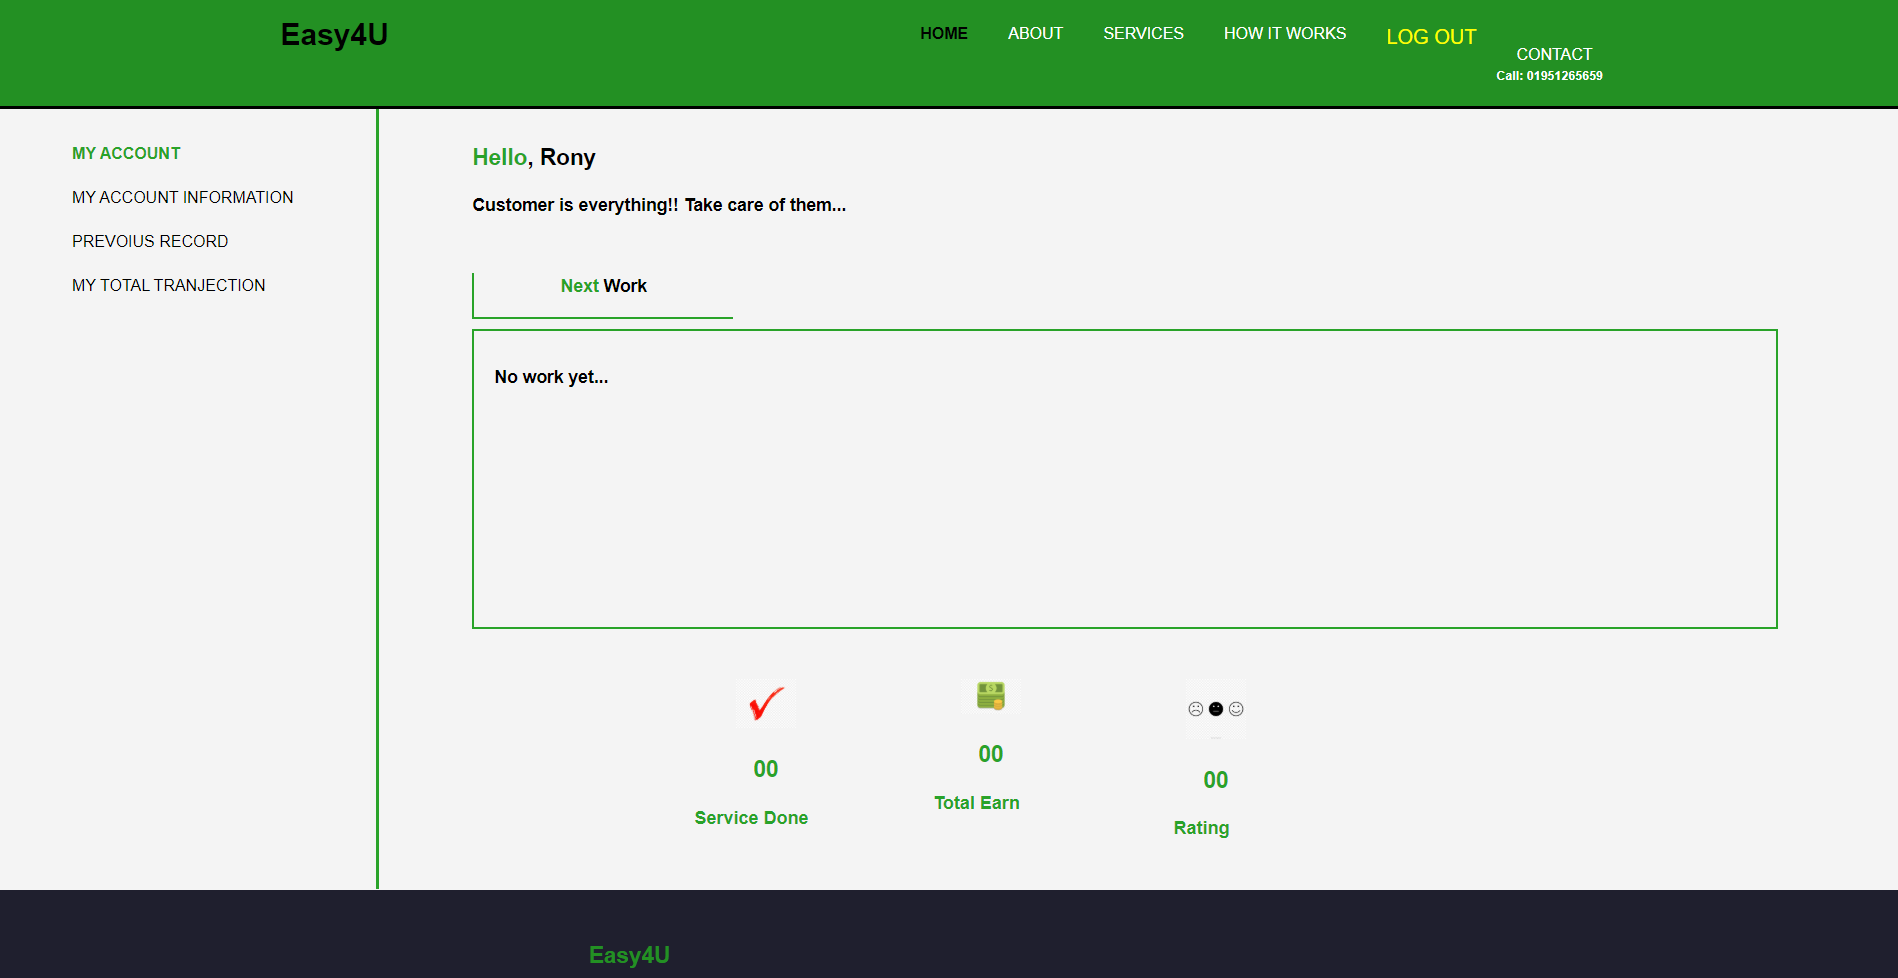 Easy4U
HOME
ABOUT
SERVICES
HOW IT WORKS
LOG OUT
CONTACT
Call: 01951265659
MY ACCOUNT
MY ACCOUNT INFORMATION
PREVOIUS RECORD
MY TOTAL TRANJECTION
Hello, Rony
Customer is everything!! Take care of them...
Next Work
No work yet...
00
Service Done
00
Total Earn
00
Rating
Easy4U